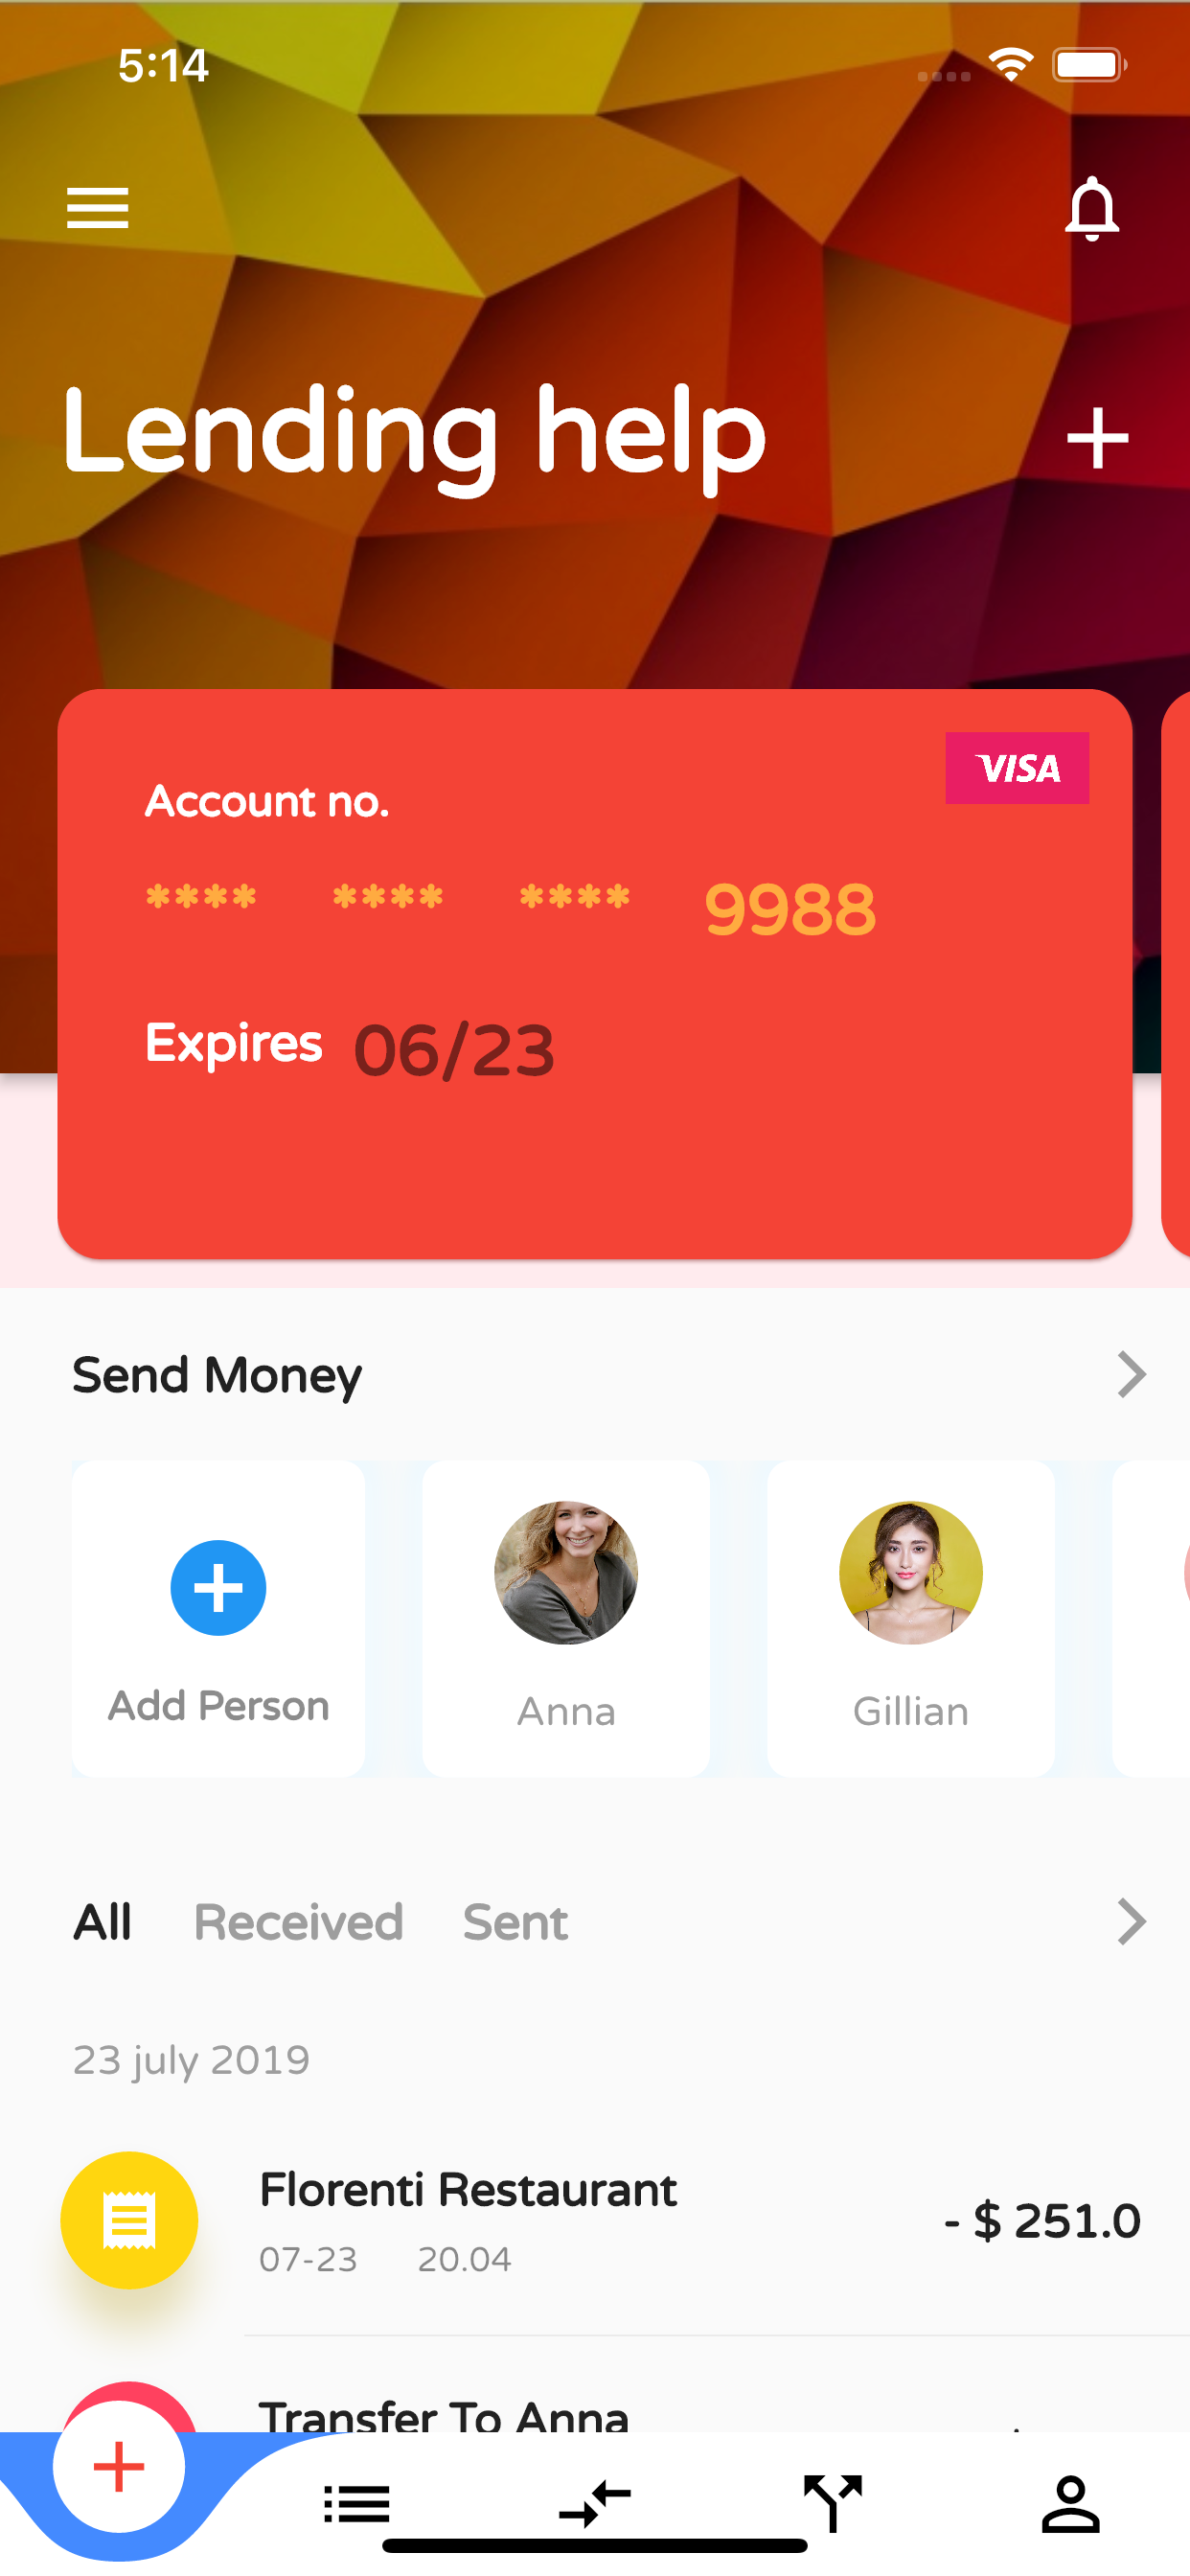 5:14
Lending help
VISA
Account no.
**** **** **** 9988
Expires 06/23
Send Money
Add Person
Anna
Gillian
All Received Sent
23 july 2019
Florenti Restaurant
- $ 251.0
07-23 20.04
Transfer To Anna